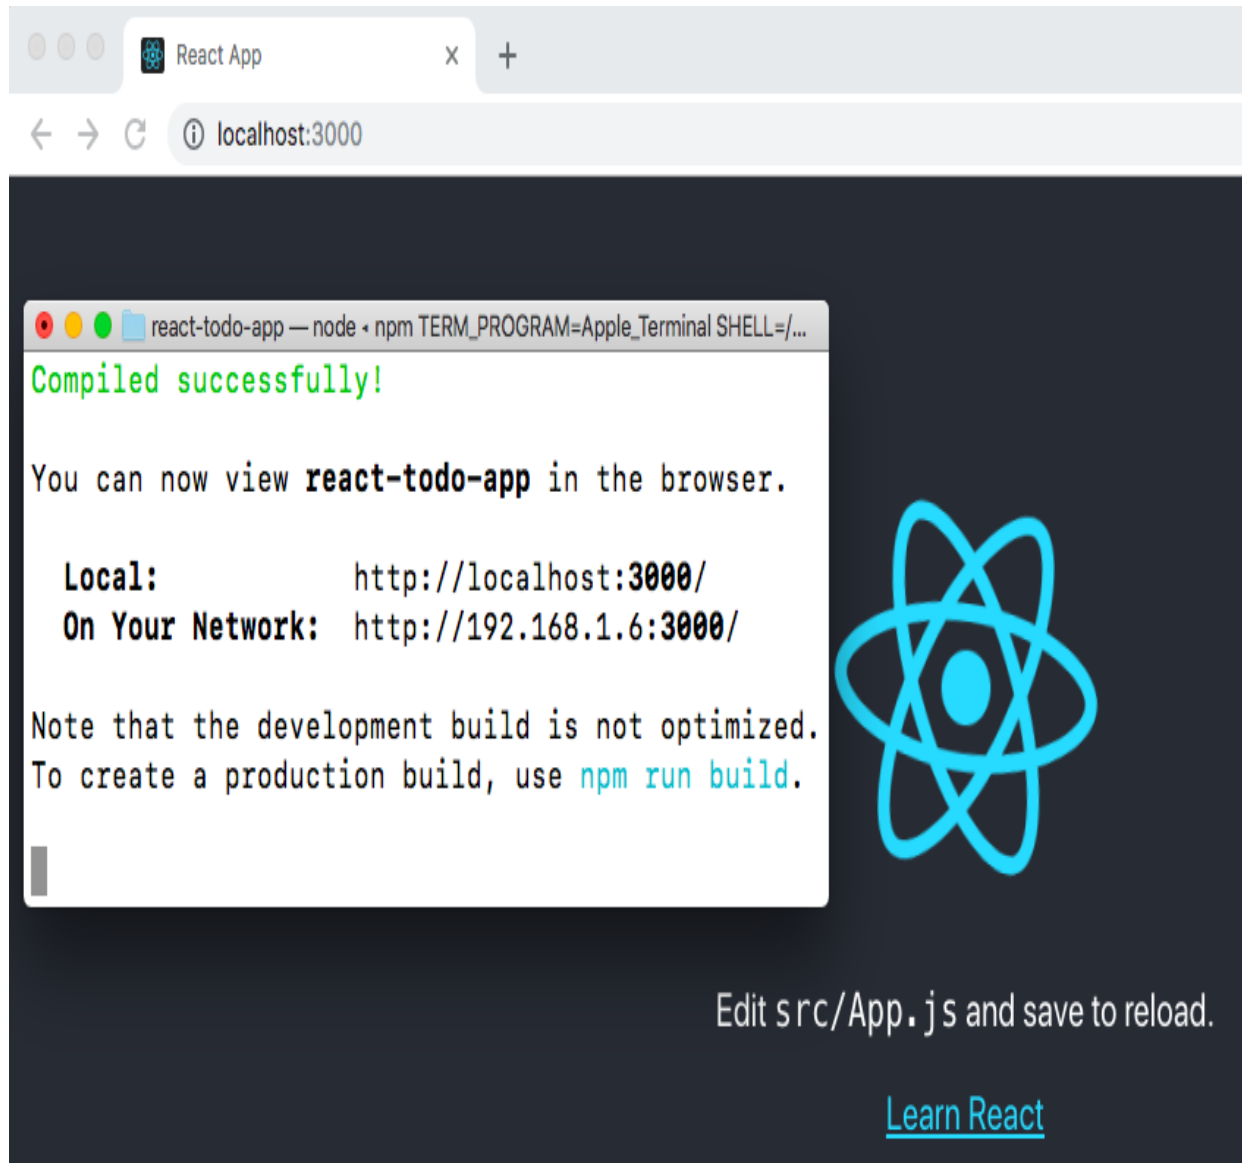 React App
localhost:3000
react-todo-app — node ◂ npm TERM_PROGRAM=Apple_Terminal SHELL=/...
Compiled successfully!
You can now view react-todo-app in the browser.
Local: http://localhost:3000/
On Your Network: http://192.168.1.6:3000/
Note that the development build is not optimized.
To create a production build, use npm run build.
Edit src/App.js and save to reload.
Learn React